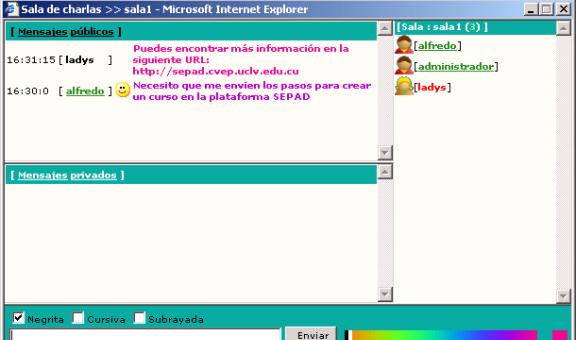 Sala de charlas >> sala1 - Microsoft Internet Explorer
[ Mensajes públicos ]
16:31:15 [ ladys ] Puedes encontrar más información en la
siguiente URL:
http://sepad.cvep.uclv.edu.cu
16:30:0 [ alfredo ] Necesito que me envien los pasos para crear
un curso en la plataforma SEPAD
[Sala : sala1 (3) ]
[alfredo]
[administrador]
[ladys]
[ Mensajes privados ]
Negrita Cursiva Subrayada
Enviar